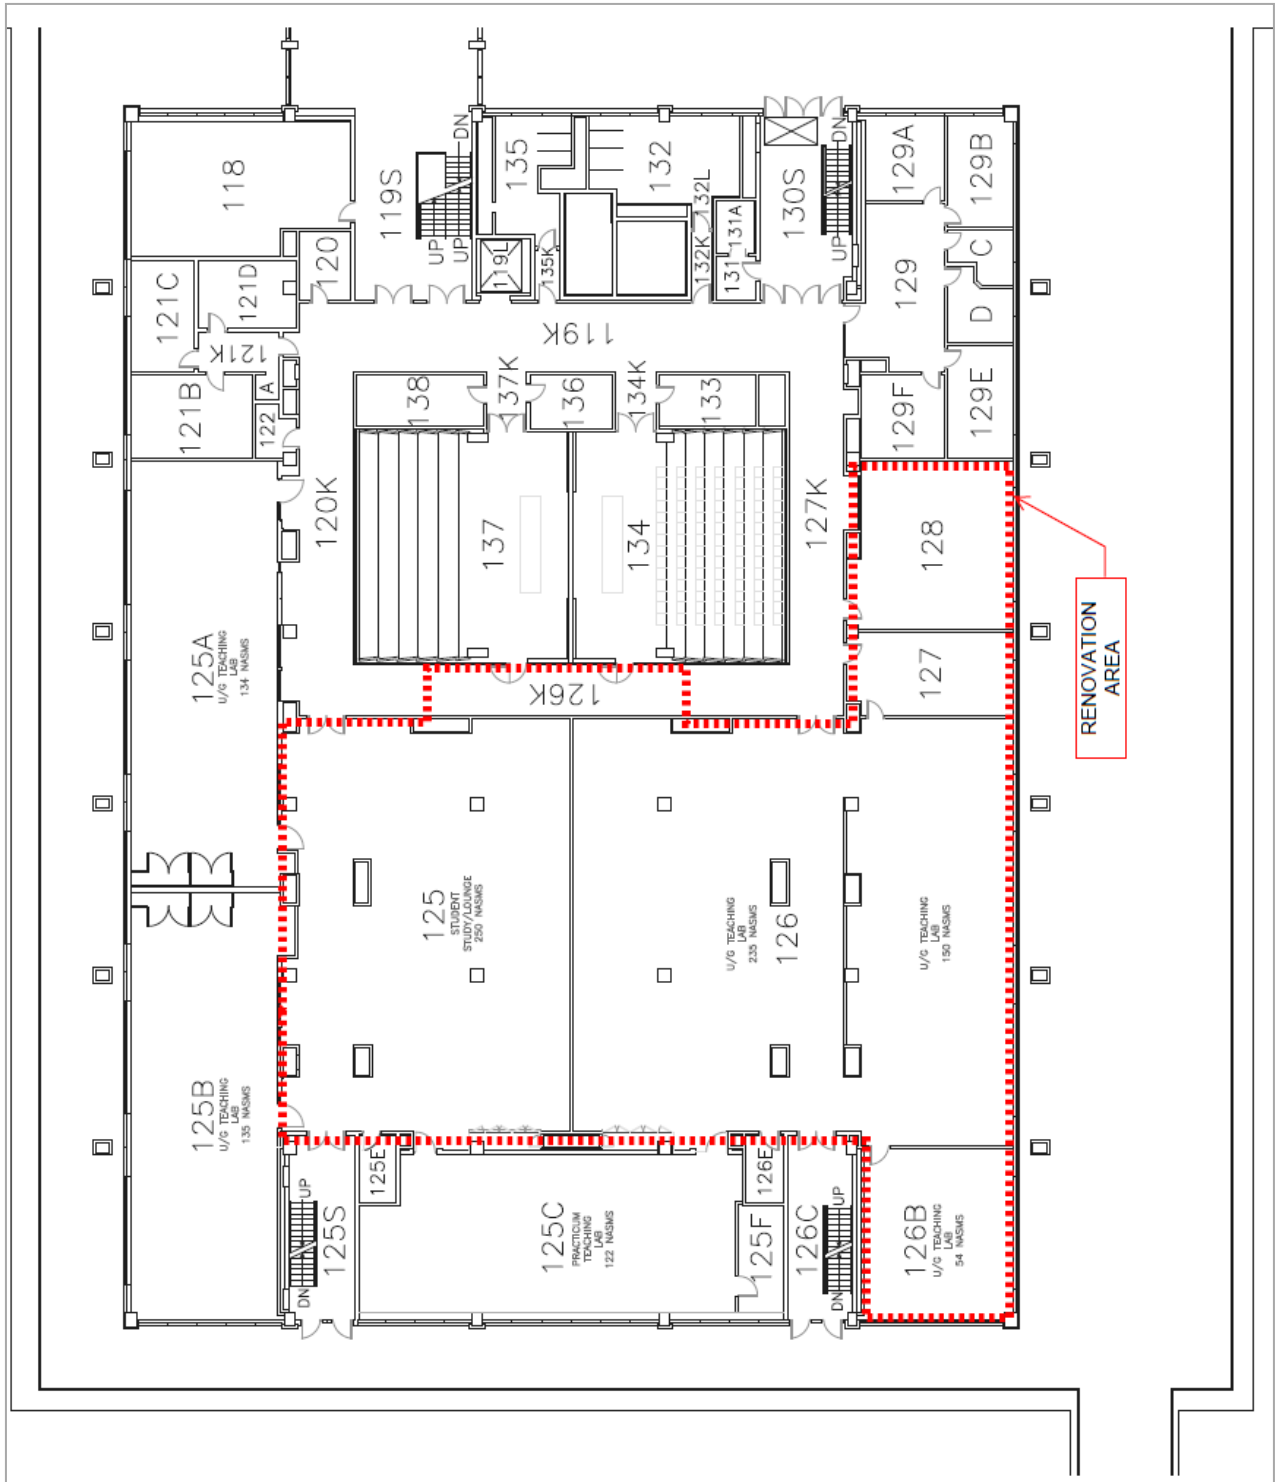 118
119S
DN
UP
UP
135
132
132L
DN
130S
UP
129A
129B
120
119L
135K
132K
131A
131
129
C
D
121C
121D
121K
121B
A
122
119K
138
137K
136
134K
133
129F
129E
120K
137
134
127K
128
127
126K
RENOVATION
AREA
125A
U/G TEACHING
LAB
134 NASMS
125
STUDENT
STUDY/LOUNGE
250 NASMS
U/G TEACHING
LAB
235 NASMS
126
U/G TEACHING
LAB
150 NASMS
125B
U/G TEACHING
LAB
135 NASMS
125E
126E
UP
125S
DN
125C
PRACTICUM
TEACHING
LAB
122 NASMS
125F
126C
UP
DN
126B
U/G TEACHING
LAB
54 NASMS